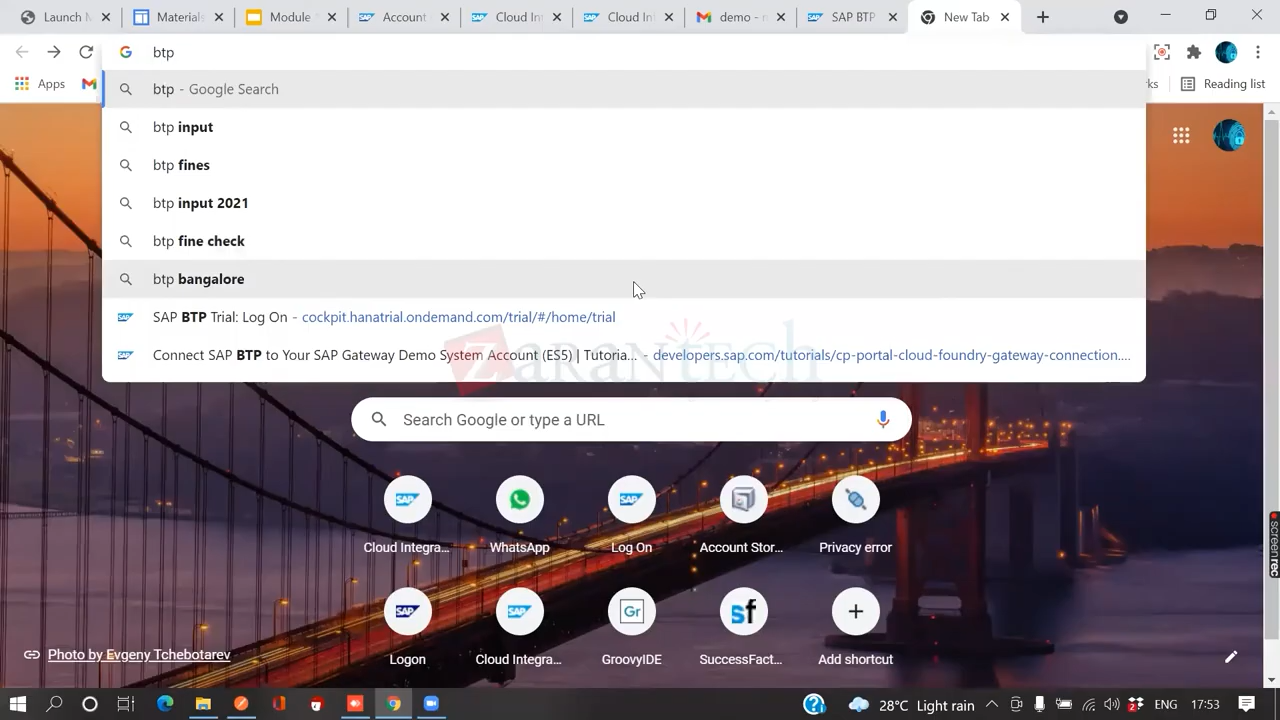 Launch M
Materials
Module
Account
Cloud In
Cloud In
demo - r
SAP BTP
New Tab
btp
Apps
Reading list
btp - Google Search
btp input
btp fines
btp input 2021
btp fine check
btp bangalore
SAP BTP Trial: Log On - cockpit.hanatrial.ondemand.com/trial/#/home/trial
Connect SAP BTP to Your SAP Gateway Demo System Account (ES5) | Tutoria... - developers.sap.com/tutorials/cp-portal-cloud-foundry-gateway-connection....
ZARANTECH
Search Google or type a URL
Cloud Integra...
WhatsApp
Log On
Account Stor...
Privacy error
Logon
Cloud Integra...
GroovyIDE
SuccessFact...
Add shortcut
Photo by Evgeny Tchebotarev
screenrec
28°C Light rain
ENG
17:53